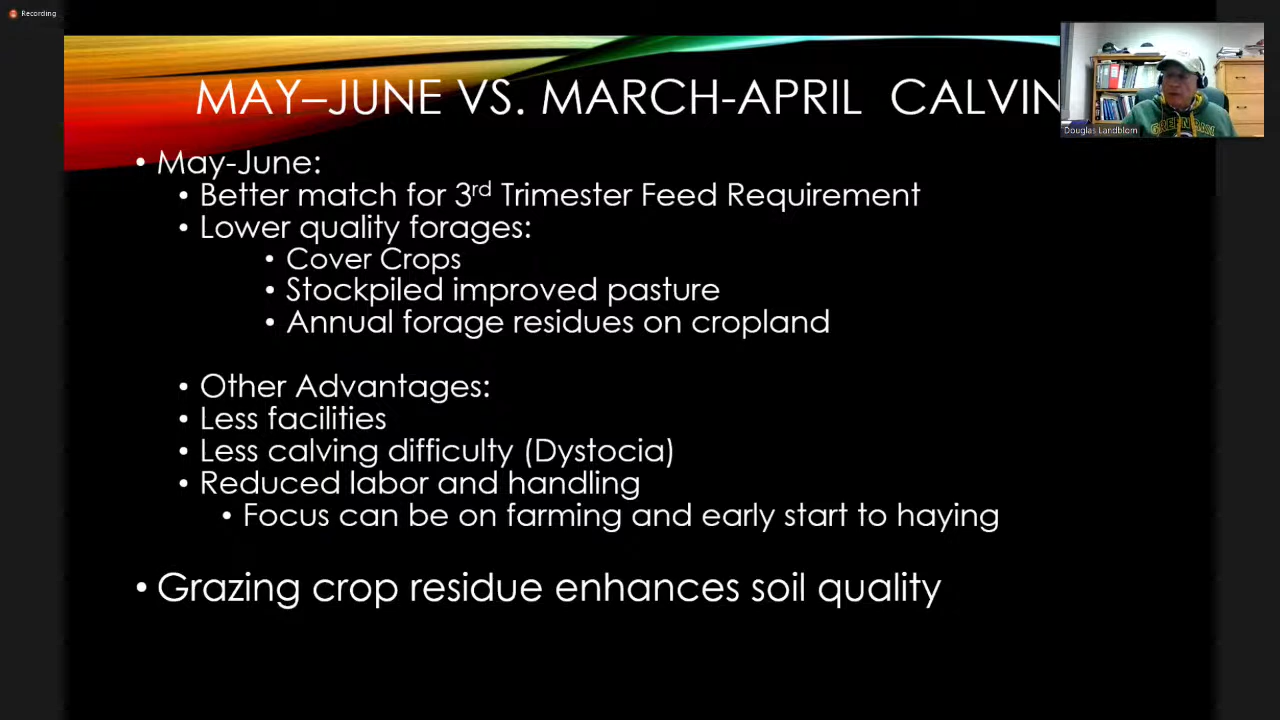 Recording
MAY–JUNE VS. MARCH-APRIL CALVIN
Douglas Landblom
• May-June:
• Better match for 3rd Trimester Feed Requirement
• Lower quality forages:
• Cover Crops
• Stockpiled improved pasture
• Annual forage residues on cropland
• Other Advantages:
• Less facilities
• Less calving difficulty (Dystocia)
• Reduced labor and handling
• Focus can be on farming and early start to haying
• Grazing crop residue enhances soil quality